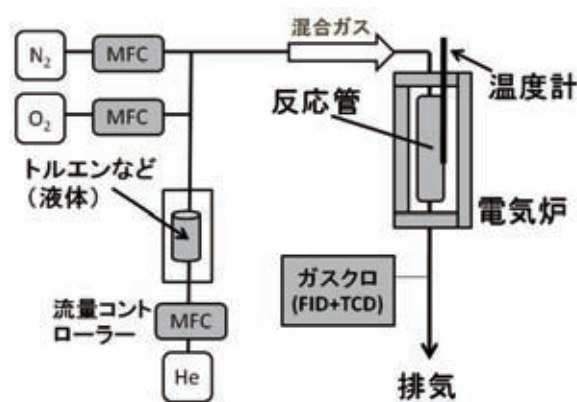 混合ガス
N₂
MFC
温度計
反応管
O₂
MFC
トルエンなど
（液体）
電気炉
ガスクロ
(FID+TCD)
流量コント
ローラー
MFC
He
排気